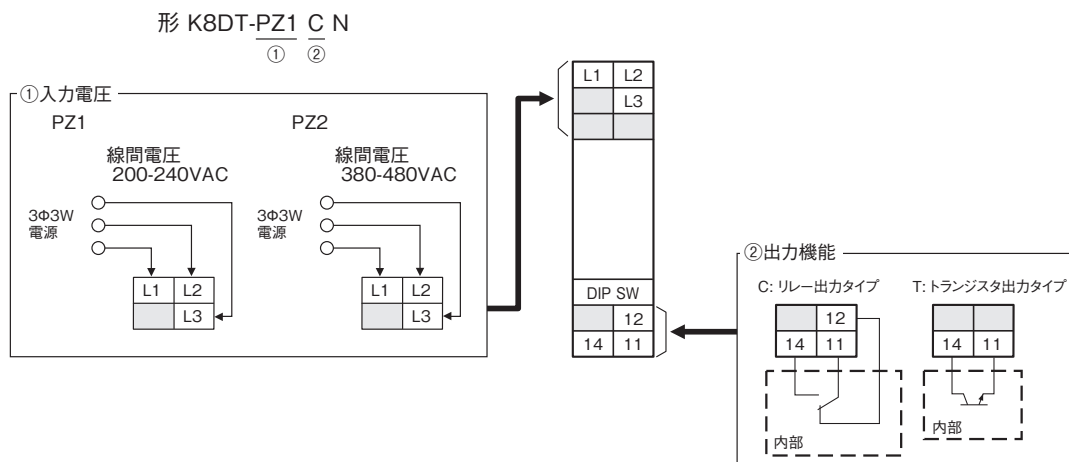 形 K8DT-PZ1 C N
① ②
①入力電圧
PZ1
線間電圧
200-240VAC
3Φ3W
電源
L1 L2
L3
PZ2
線間電圧
380-480VAC
3Φ3W
電源
L1 L2
L3
L1 L2
L3
DIP SW
12
14 11
②出力機能
C: リレー出力タイプ
12
14 11
内部
T: トランジスタ出力タイプ
14 11
内部